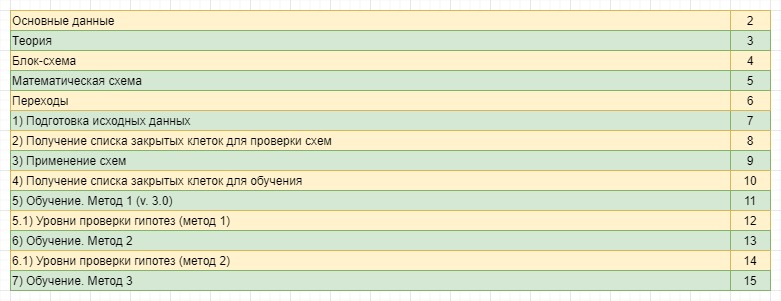 Основные данные 2
Теория 3
Блок-схема 4
Математическая схема 5
Переходы 6
1) Подготовка исходных данных 7
2) Получение списка закрытых клеток для проверки схем 8
3) Применение схем 9
4) Получение списка закрытых клеток для обучения 10
5) Обучение. Метод 1 (v. 3.0) 11
5.1) Уровни проверки гипотез (метод 1) 12
6) Обучение. Метод 2 13
6.1) Уровни проверки гипотез (метод 2) 14
7) Обучение. Метод 3 15